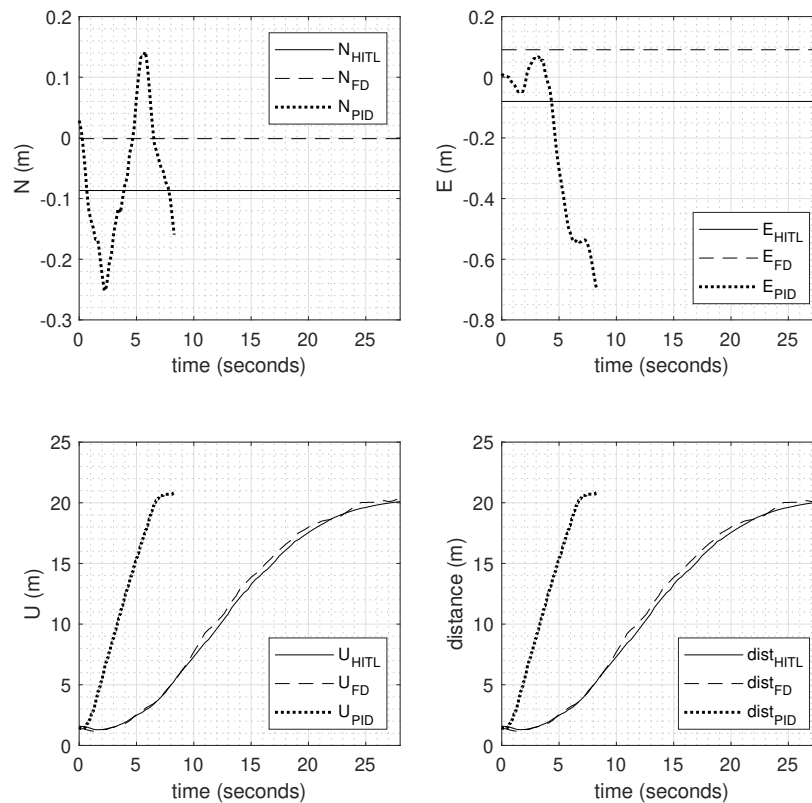 0.2
0.1
0
-0.1
-0.2
-0.3
N (m)
0 5 10 15 20 25
time (seconds)
N_HITL
N_FD
N_PID
0.2
0
-0.2
-0.4
-0.6
-0.8
E (m)
0 5 10 15 20 25
time (seconds)
E_HITL
E_FD
E_PID
25
20
15
10
5
0
U (m)
0 5 10 15 20 25
time (seconds)
U_HITL
U_FD
U_PID
25
20
15
10
5
0
distance (m)
0 5 10 15 20 25
time (seconds)
dist_HITL
dist_FD
dist_PID